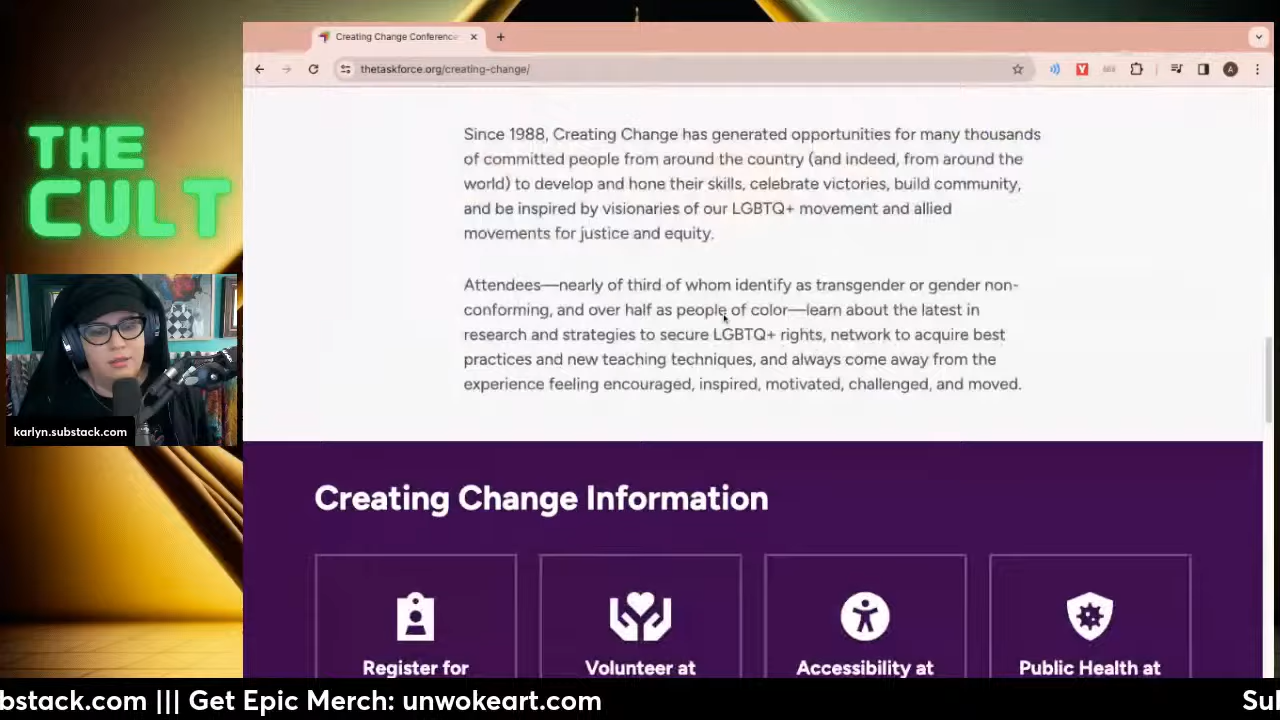 Creating Change Conference
thetaskforce.org/creating-change/
A
THE
CULT
Since 1988, Creating Change has generated opportunities for many thousands
of committed people from around the country (and indeed, from around the
world) to develop and hone their skills, celebrate victories, build community,
and be inspired by visionaries of our LGBTQ+ movement and allied
movements for justice and equity.
Attendees—nearly of third of whom identify as transgender or gender non-
conforming, and over half as people of color—learn about the latest in
research and strategies to secure LGBTQ+ rights, network to acquire best
practices and new teaching techniques, and always come away from the
experience feeling encouraged, inspired, motivated, challenged, and moved.
karlyn.substack.com
Creating Change Information
Register for
Volunteer at
Accessibility at
Public Health at
bstack.com ||| Get Epic Merch: unwokeart.com
Su